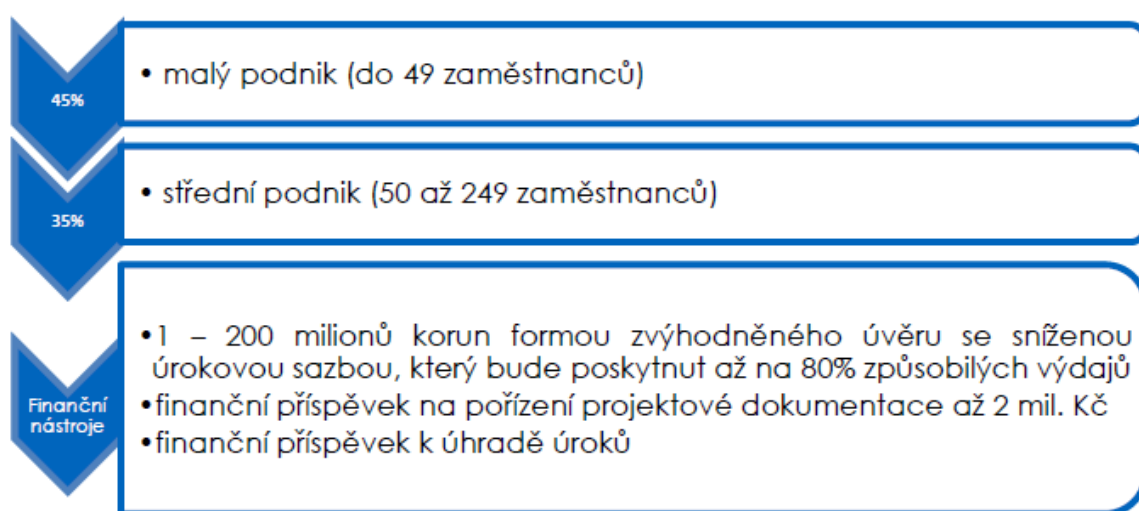 45%
• malý podnik (do 49 zaměstnanců)
35%
• střední podnik (50 až 249 zaměstnanců)
Finanční
nástroje
•1 – 200 milionů korun formou zvýhodněného úvěru se sníženou
úrokovou sazbou, který bude poskytnut až na 80% způsobilých výdajů
•finanční příspěvek na pořízení projektové dokumentace až 2 mil. Kč
•finanční příspěvek k úhradě úroků